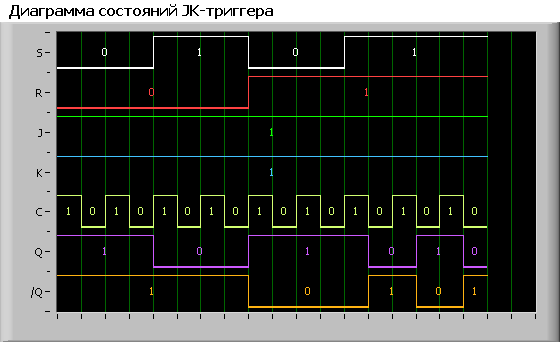 Диаграмма состояний JK-триггера
S 0 1 0 1
R 0 1
J 1
K 1
C 1 0 1 0 1 0 1 0 1 0 1 0 1 0 1 0 1 0
Q 1 0 1 0 1 0
/Q 1 0 1 0 1